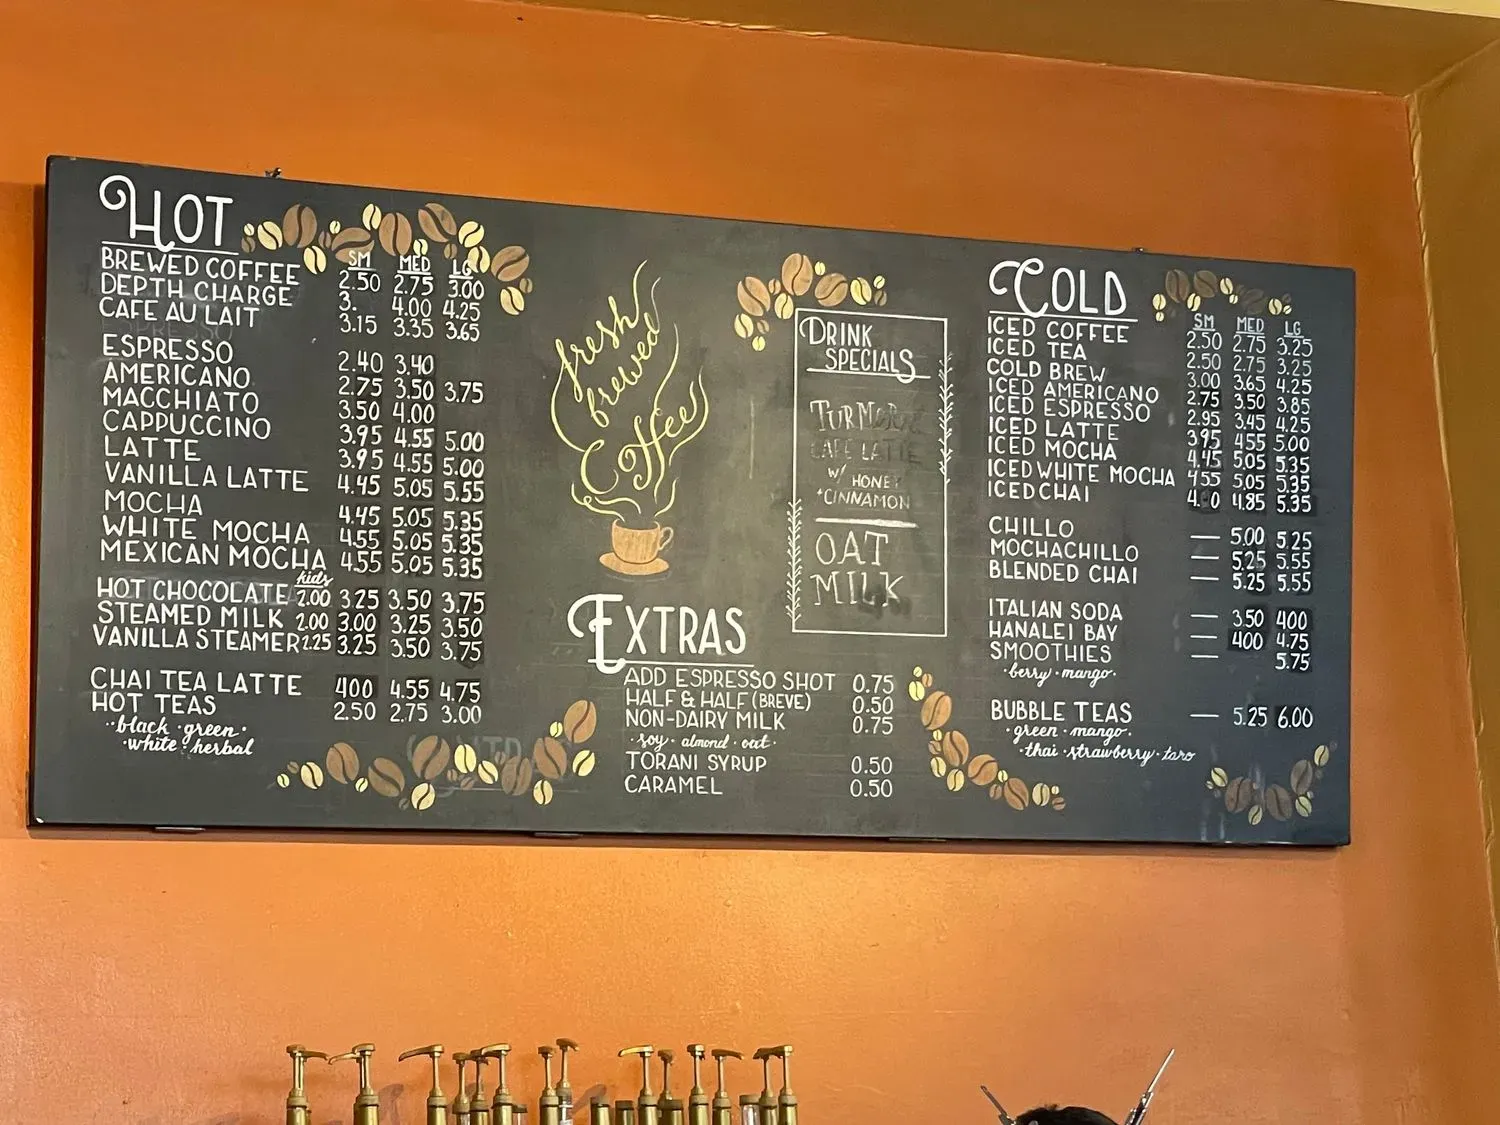 HOT
SM MED LG
BREWED COFFEE 2.50 2.75 3.00
DEPTH CHARGE 3. 4.00 4.25
CAFE AU LAIT 3.15 3.35 3.65
ESPRESSO 2.40 3.40
AMERICANO 2.75 3.50 3.75
MACCHIATO 3.50 4.00
CAPPUCCINO 3.95 4.55 5.00
LATTE 3.95 4.55 5.00
VANILLA LATTE 4.45 5.05 5.55
MOCHA 4.45 5.05 5.35
WHITE MOCHA 4.55 5.05 5.35
MEXICAN MOCHA 4.55 5.05 5.35
kids
HOT CHOCOLATE 2.00 3.25 3.50 3.75
STEAMED MILK 2.00 3.00 3.25 3.50
VANILLA STEAMER 2.25 3.25 3.50 3.75
CHAI TEA LATTE 400 4.55 4.75
HOT TEAS 2.50 2.75 3.00
·black ·green·
·white ·herbal
fresh
brewed
Coffee
EXTRAS
ADD ESPRESSO SHOT 0.75
HALF & HALF (BREVE) 0.50
NON-DAIRY MILK 0.75
·soy· almond · oat·
TORANI SYRUP 0.50
CARAMEL 0.50
DRINK
SPECIALS
TURMERIC
CAFE LATTE
W/ HONEY
+CINNAMON
OAT
MILK
COLD
SM MED LG
ICED COFFEE 2.50 2.75 3.25
ICED TEA 2.50 2.75 3.25
COLD BREW 3.00 3.65 4.25
ICED AMERICANO 2.75 3.50 3.85
ICED ESPRESSO 2.95 3.45 4.25
ICED LATTE 3.95 455 5.00
ICED MOCHA 4.45 5.05 5.35
ICED WHITE MOCHA 455 5.05 5.35
ICED CHAI 4. 0 4.85 5.35
CHILLO — 5.00 5.25
MOCHACHILLO — 5.25 5.55
BLENDED CHAI — 5.25 5.55
ITALIAN SODA — 3.50 400
HANALEI BAY — 400 4.75
SMOOTHIES — 5.75
·berry · mango·
BUBBLE TEAS — 5.25 6.00
·green · mango·
·thai · strawberry · taro